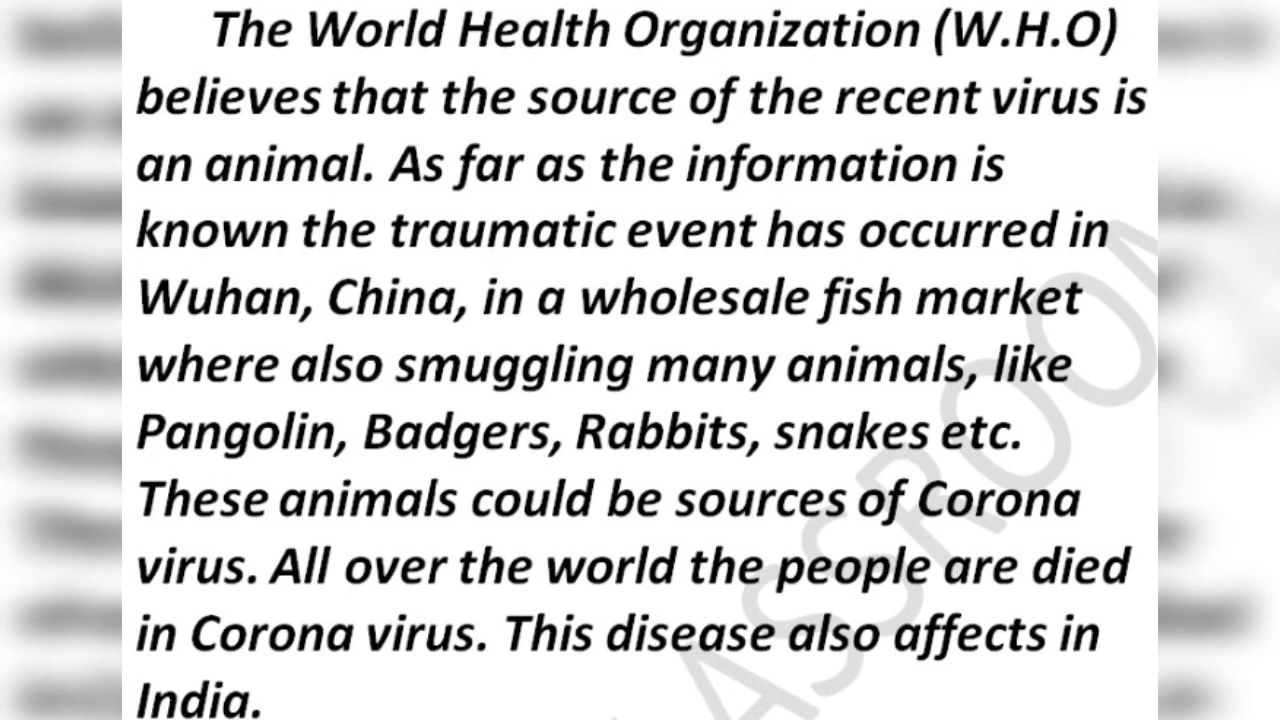 The World Health Organization (W.H.O)
believes that the source of the recent virus is
an animal. As far as the information is
known the traumatic event has occurred in
Wuhan, China, in a wholesale fish market
where also smuggling many animals, like
Pangolin, Badgers, Rabbits, snakes etc.
These animals could be sources of Corona
virus. All over the world the people are died
in Corona virus. This disease also affects in
India.